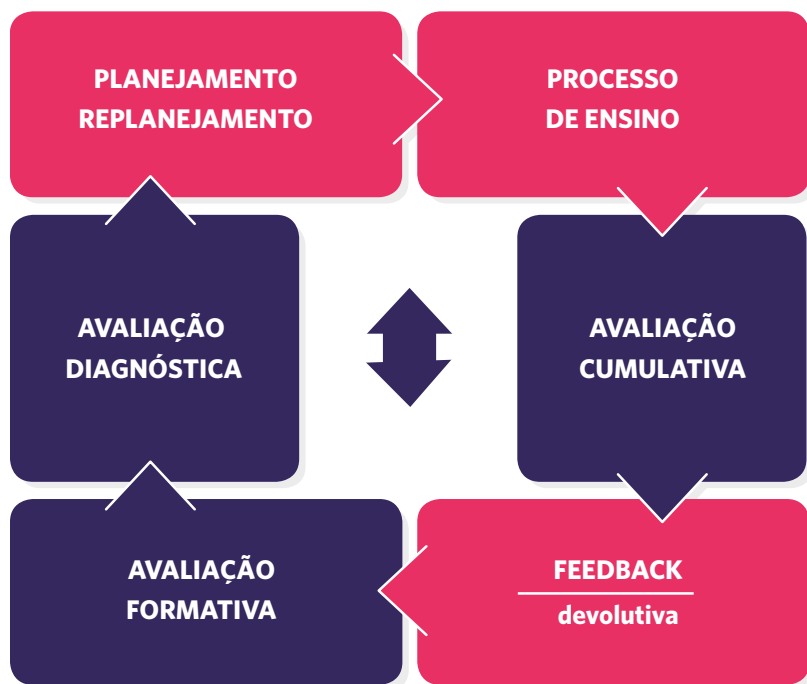 PLANEJAMENTO
REPLANEJAMENTO
PROCESSO
DE ENSINO
AVALIAÇÃO
DIAGNÓSTICA
AVALIAÇÃO
CUMULATIVA
AVALIAÇÃO
FORMATIVA
FEEDBACK
devolutiva